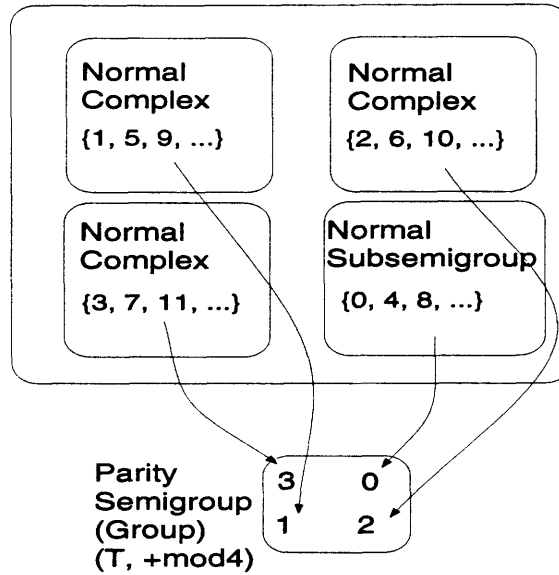 Normal
Complex
{1, 5, 9, ...}
Normal
Complex
{2, 6, 10, ...}
Normal
Complex
{3, 7, 11, ...}
Normal
Subsemigroup
{0, 4, 8, ...}
Parity
Semigroup
(Group)
(T, +mod4)
3 0
1 2